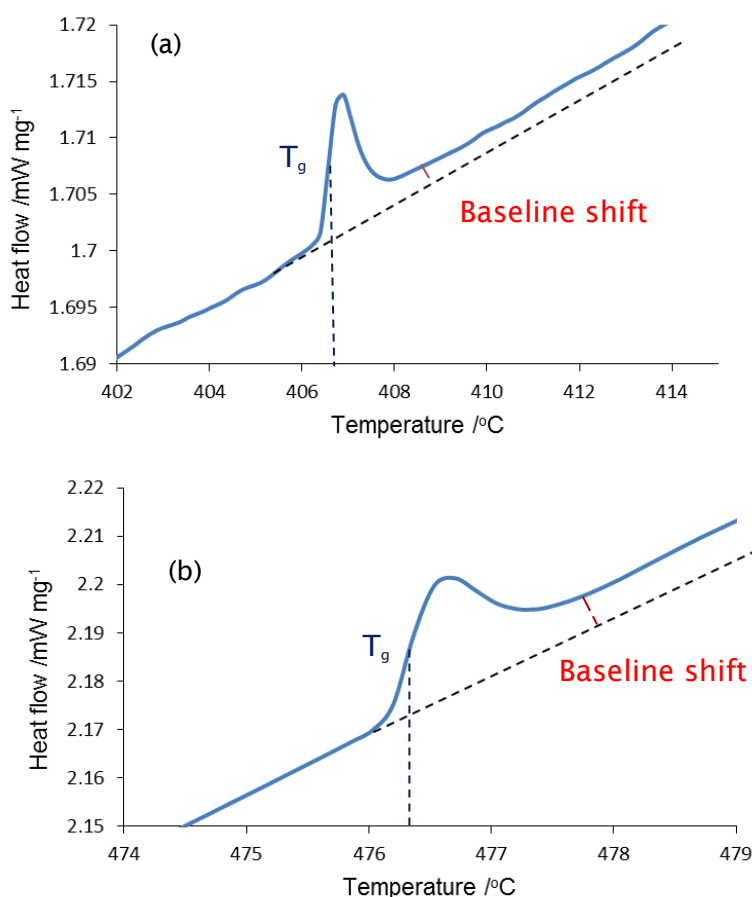 (a)
Heat flow /mW mg⁻¹
1.72
1.715
1.71
1.705
1.7
1.695
1.69
Tg
Baseline shift
402 404 406 408 410 412 414
Temperature /ºC
(b)
Heat flow /mW mg⁻¹
2.22
2.21
2.2
2.19
2.18
2.17
2.16
2.15
Tg
Baseline shift
474 475 476 477 478 479
Temperature /ºC